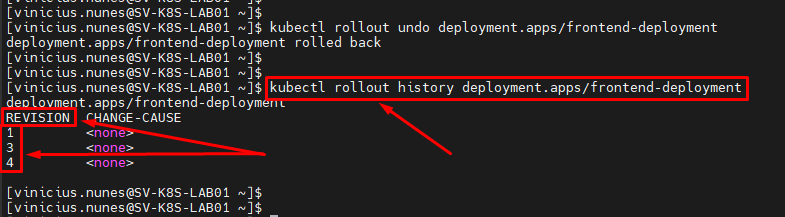 [vinicius.nunes@SV-K8S-LAB01 ~]$
[vinicius.nunes@SV-K8S-LAB01 ~]$ kubectl rollout undo deployment.apps/frontend-deployment
deployment.apps/frontend-deployment rolled back
[vinicius.nunes@SV-K8S-LAB01 ~]$
[vinicius.nunes@SV-K8S-LAB01 ~]$
[vinicius.nunes@SV-K8S-LAB01 ~]$ kubectl rollout history deployment.apps/frontend-deployment
deployment.apps/frontend-deployment
REVISION CHANGE-CAUSE
1 <none>
3 <none>
4 <none>
[vinicius.nunes@SV-K8S-LAB01 ~]$
[vinicius.nunes@SV-K8S-LAB01 ~]$